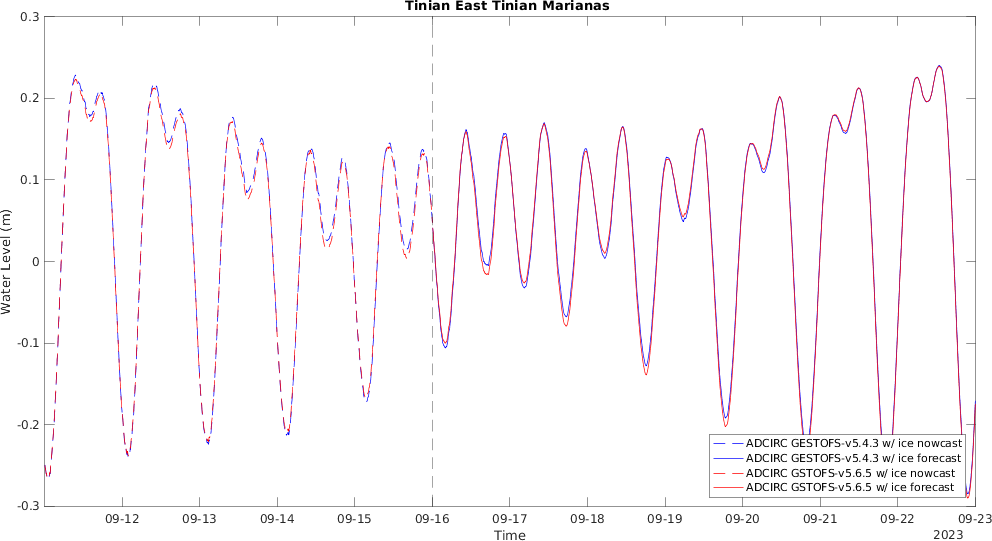 Tinian East Tinian Marianas
0.3
0.2
0.1
0
-0.1
-0.2
-0.3
Water Level (m)
ADCIRC GESTOFS-v5.4.3 w/ ice nowcast
ADCIRC GESTOFS-v5.4.3 w/ ice forecast
ADCIRC GSTOFS-v5.6.5 w/ ice nowcast
ADCIRC GSTOFS-v5.6.5 w/ ice forecast
09-12 09-13 09-14 09-15 09-16 09-17 09-18 09-19 09-20 09-21 09-22 09-23
Time
2023